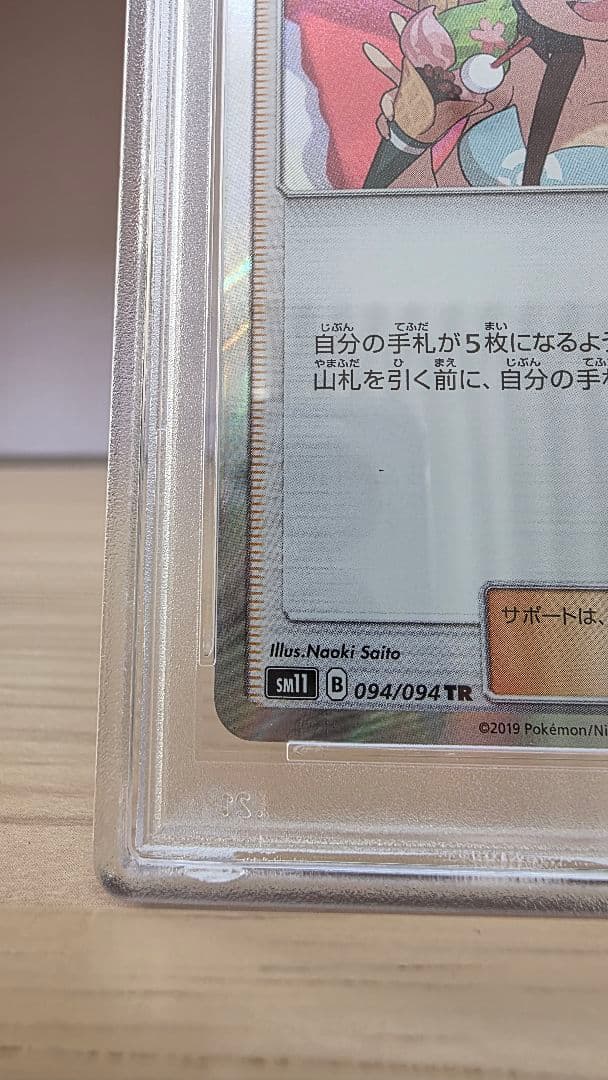 自分の手札が5枚になるよ
山札を引く前に、自分の手
サポートは、
Illus.Naoki Saito
SM11 B 094/094 TR
©2019 Pokémon/Ni